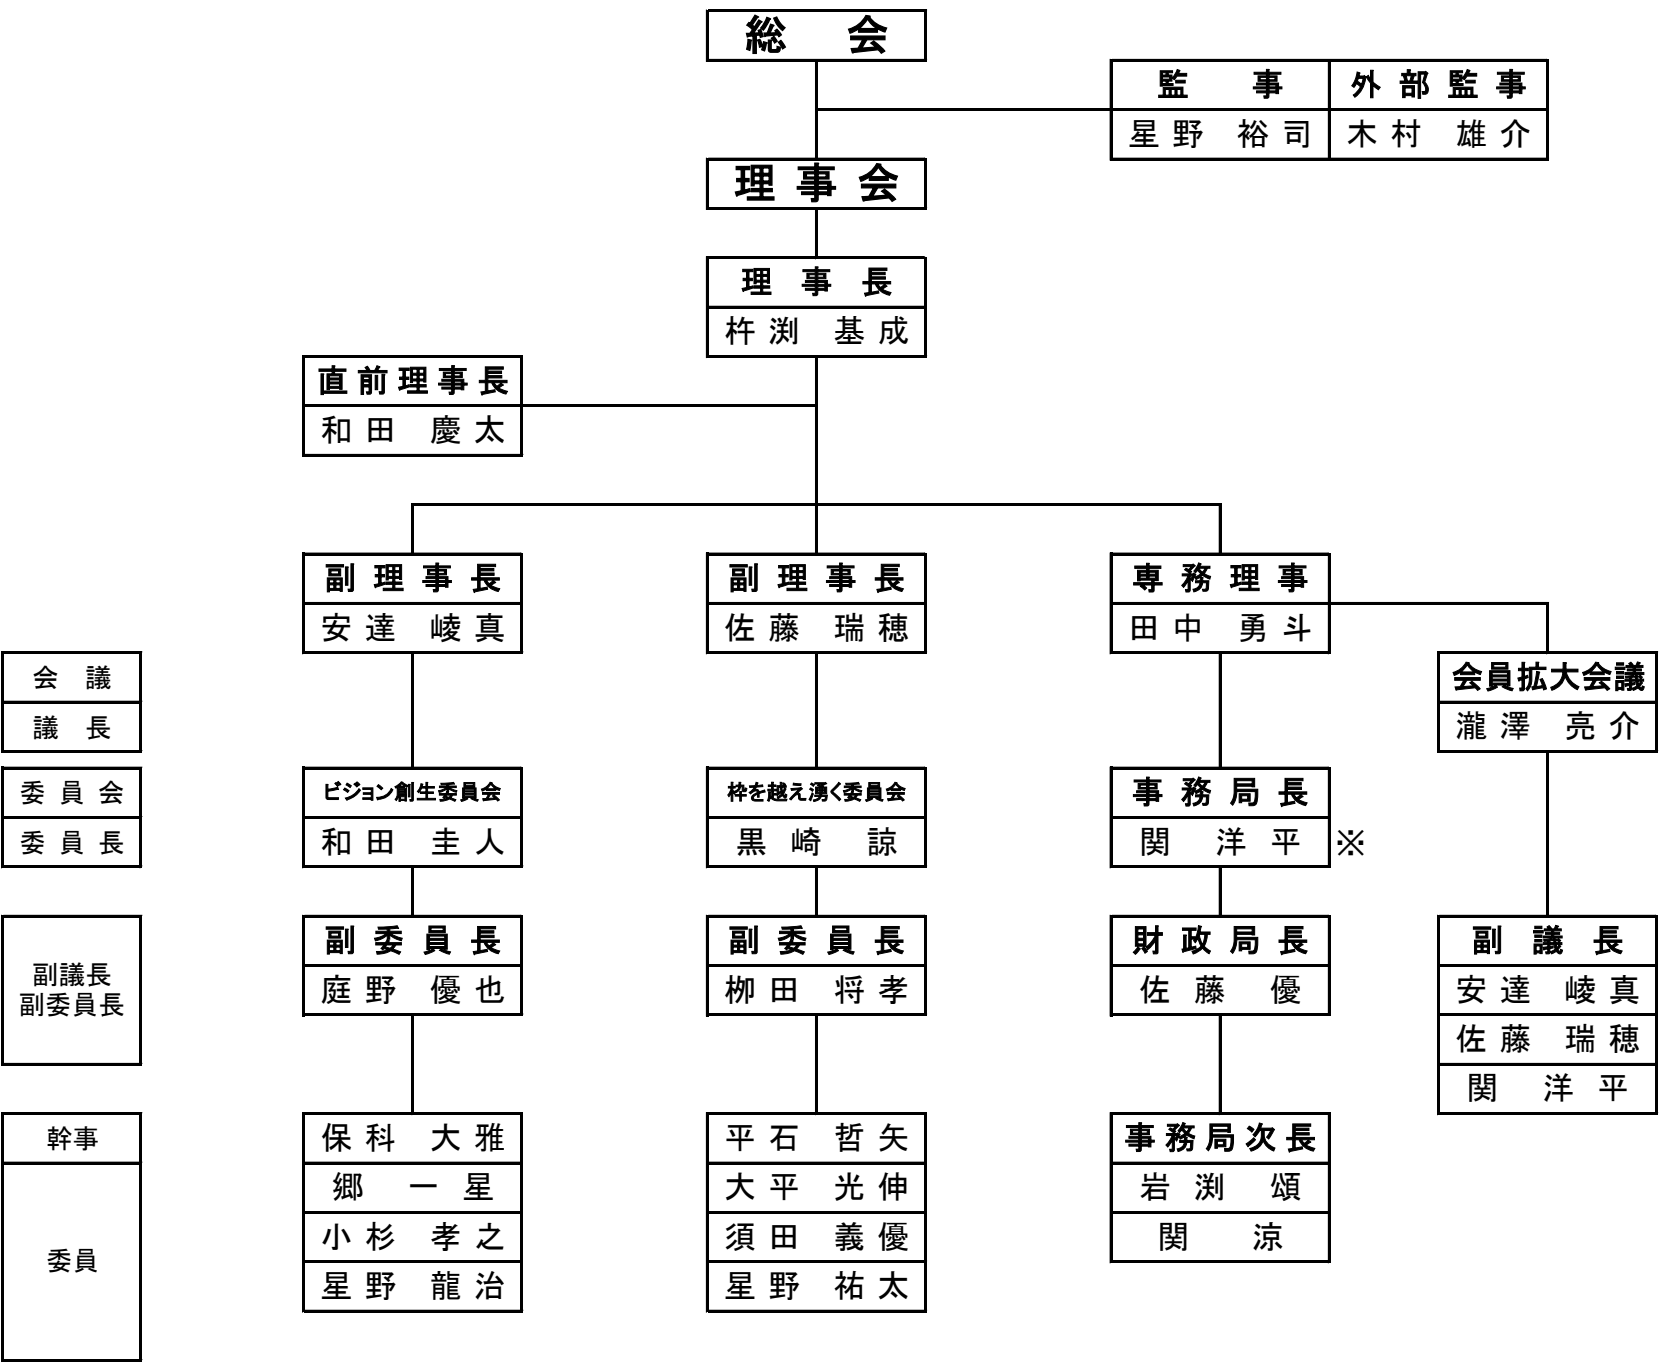 総　会
監　事　外部監事
星野　裕司　木村　雄介
理事会
理事長
杵渕　基成
直前理事長
和田　慶太
副理事長　副理事長　専務理事
安達　崚真　佐藤　瑞穂　田中　勇斗
会　議　会員拡大会議
議　長　瀧澤　亮介
委員会　ビジョン創生委員会　枠を越え湧く委員会　事務局長
委員長　和田　圭人　黒崎　諒　関　洋平※
副議長
副委員長
副委員長　副委員長　財政局長　副議長
庭野　優也　栁田　将孝　佐藤　優　安達　崚真
佐藤　瑞穂
関　洋平
幹事　保科　大雅　平石　哲矢　事務局次長
委員
郷　一星　大平　光伸　岩渕　頌
小杉　孝之　須田　義優　関　涼
星野　龍治　星野　祐太